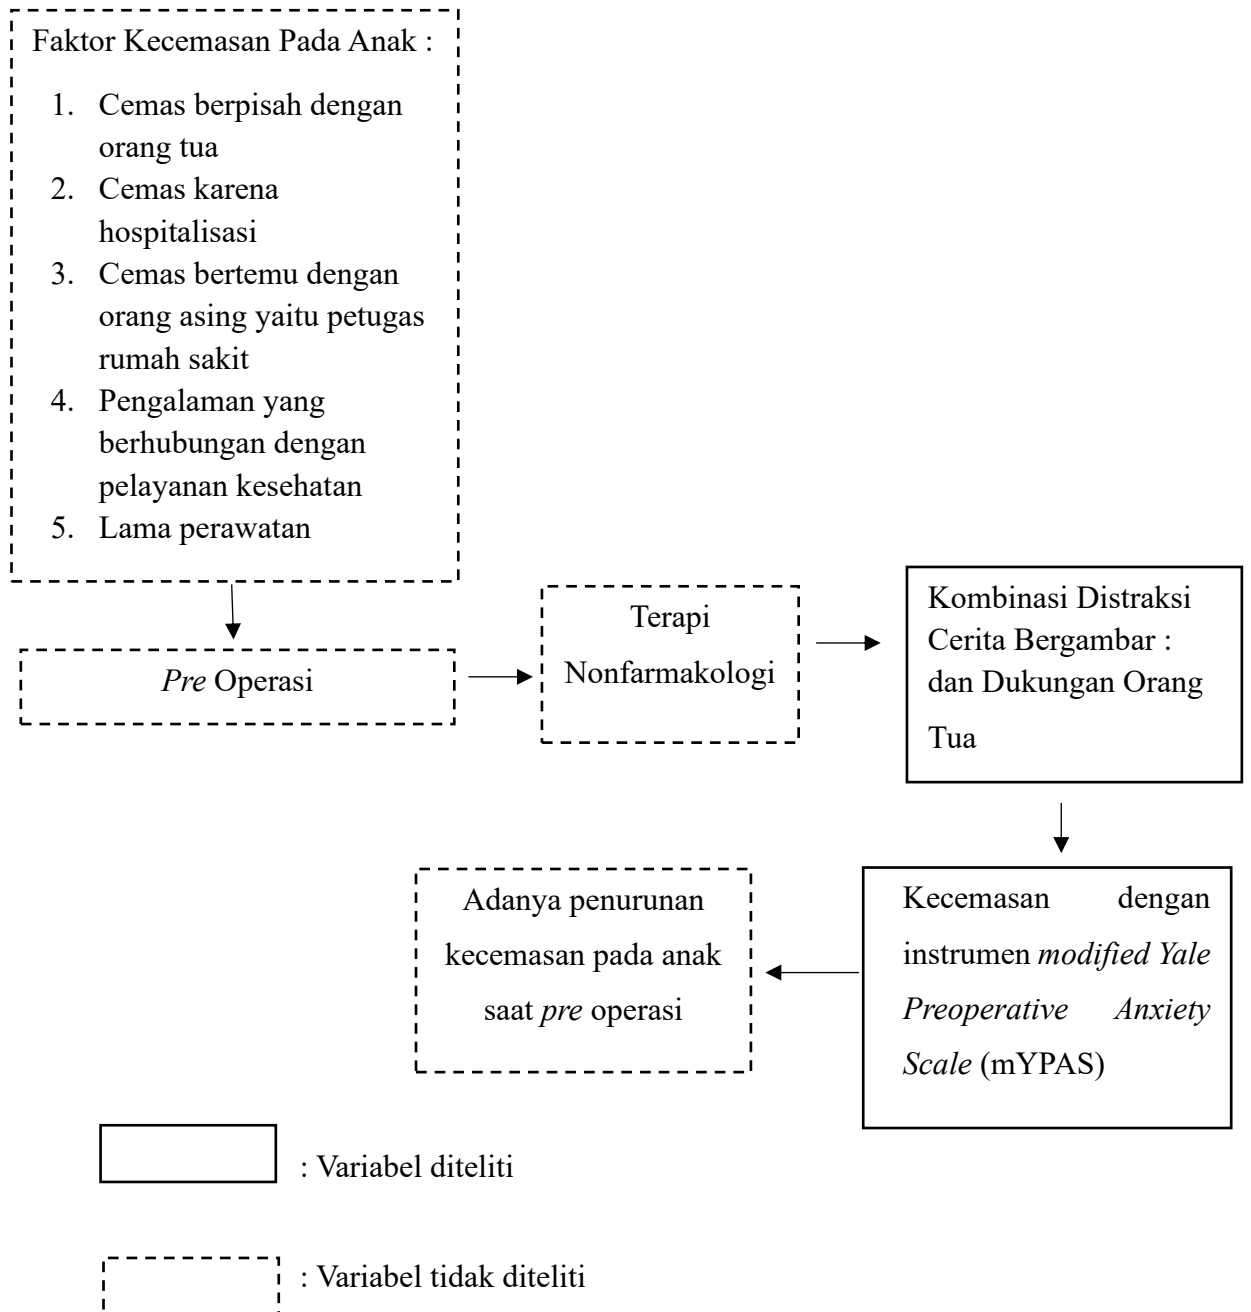 Faktor Kecemasan Pada Anak :
1. Cemas berpisah dengan
orang tua
2. Cemas karena
hospitalisasi
3. Cemas bertemu dengan
orang asing yaitu petugas
rumah sakit
4. Pengalaman yang
berhubungan dengan
pelayanan kesehatan
5. Lama perawatan
Pre Operasi
Terapi
Nonfarmakologi
Kombinasi Distraksi
Cerita Bergambar :
dan Dukungan Orang
Tua
Kecemasan dengan
instrumen modified Yale
Preoperative Anxiety
Scale (mYPAS)
Adanya penurunan
kecemasan pada anak
saat pre operasi
: Variabel diteliti
: Variabel tidak diteliti